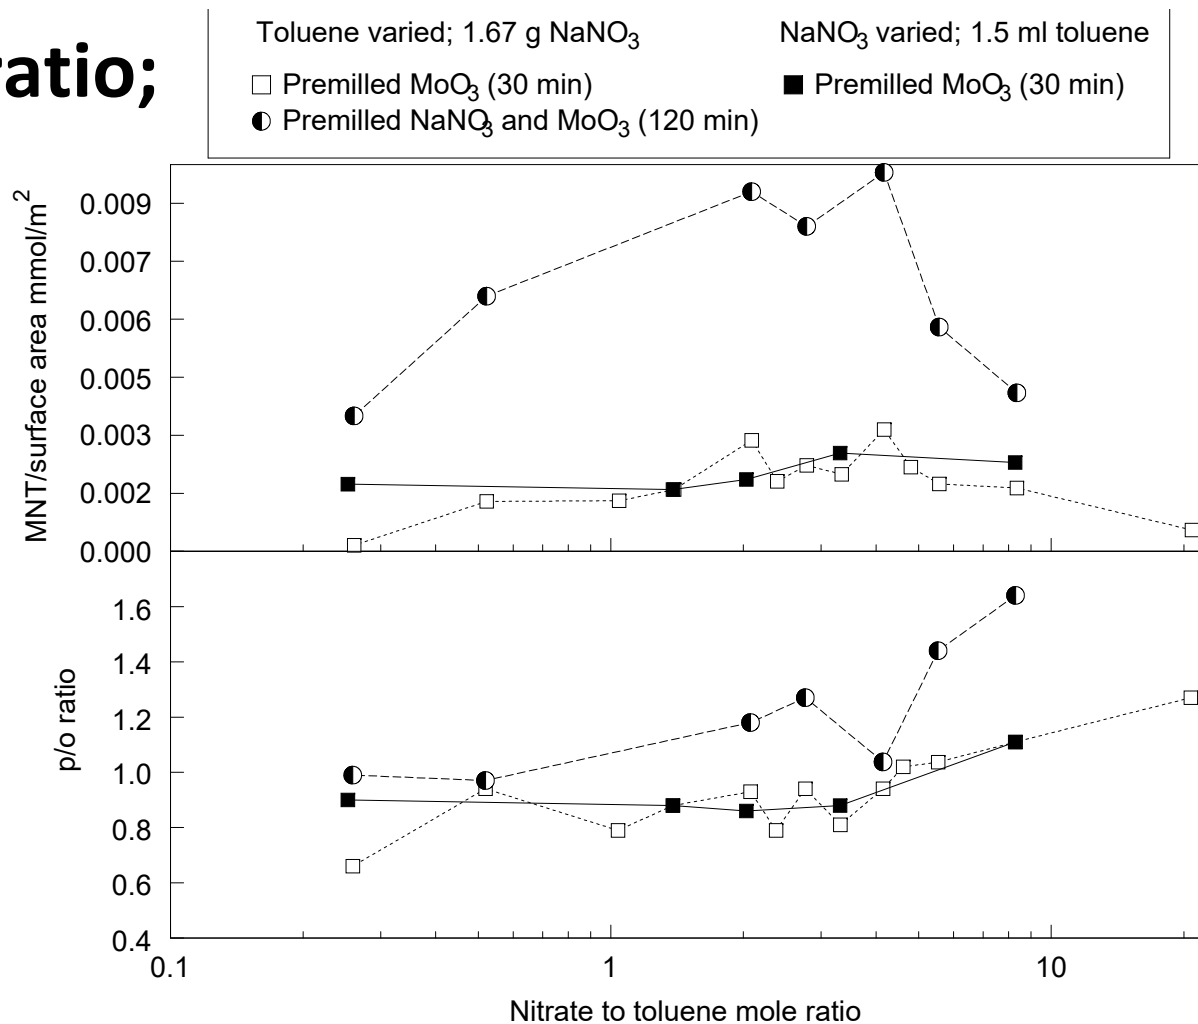 ratio;
Toluene varied; 1.67 g NaNO3 NaNO3 varied; 1.5 ml toluene
Premilled MoO3 (30 min) Premilled MoO3 (30 min)
Premilled NaNO3 and MoO3 (120 min)
MNT/surface area mmol/m2
0.009
0.007
0.006
0.005
0.003
0.002
0.000
p/o ratio
1.6
1.4
1.2
1.0
0.8
0.6
0.4
0.1 1 10
Nitrate to toluene mole ratio